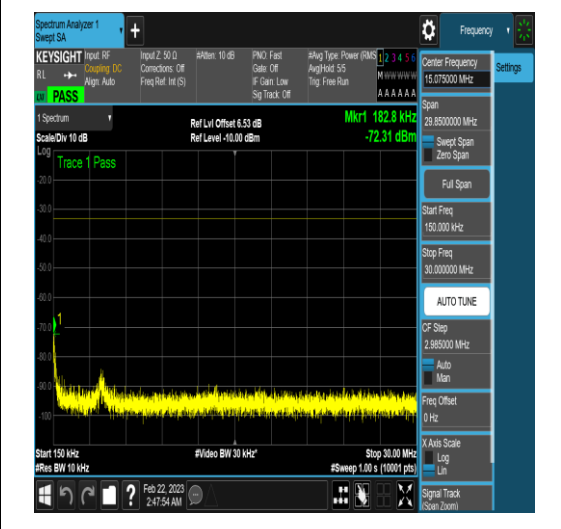 Spectrum Analyzer 1
Swept SA
+
Frequency
KEYSIGHT
RL
Input: RF
Coupling: DC
Align: Auto
Input Z: 50 Ω
Corrections: Off
Freq Ref: Int (S)
#Atten: 10 dB
PNO: Fast
Gate: Off
IF Gain: Low
Sig Track: Off
#Avg Type: Power (RMS
Avg|Hold: 5/5
Trig: Free Run
1 2 3 4 5 6
M w w w w w
A A A A A A
PASS
1 Spectrum
Scale/Div 10 dB
Ref Lvl Offset 6.53 dB
Ref Level -10.00 dBm
Mkr1 182.8 kHz
-72.31 dBm
Log
Trace 1 Pass
-20.0
-30.0
-40.0
-50.0
-60.0
-70.0
-80.0
-90.0
-100
1
Start 150 kHz
#Res BW 10 kHz
#Video BW 30 kHz*
Stop 30.00 MHz
#Sweep 1.00 s (10001 pts)
?
Feb 22, 2023
2:47:54 AM
Center Frequency
15.075000 MHz
Span
29.8500000 MHz
Swept Span
Zero Span
Full Span
Start Freq
150.000 kHz
Stop Freq
30.000000 MHz
AUTO TUNE
CF Step
2.985000 MHz
Auto
Man
Freq Offset
0 Hz
X Axis Scale
Log
Lin
Signal Track
(Span Zoom)
Settings